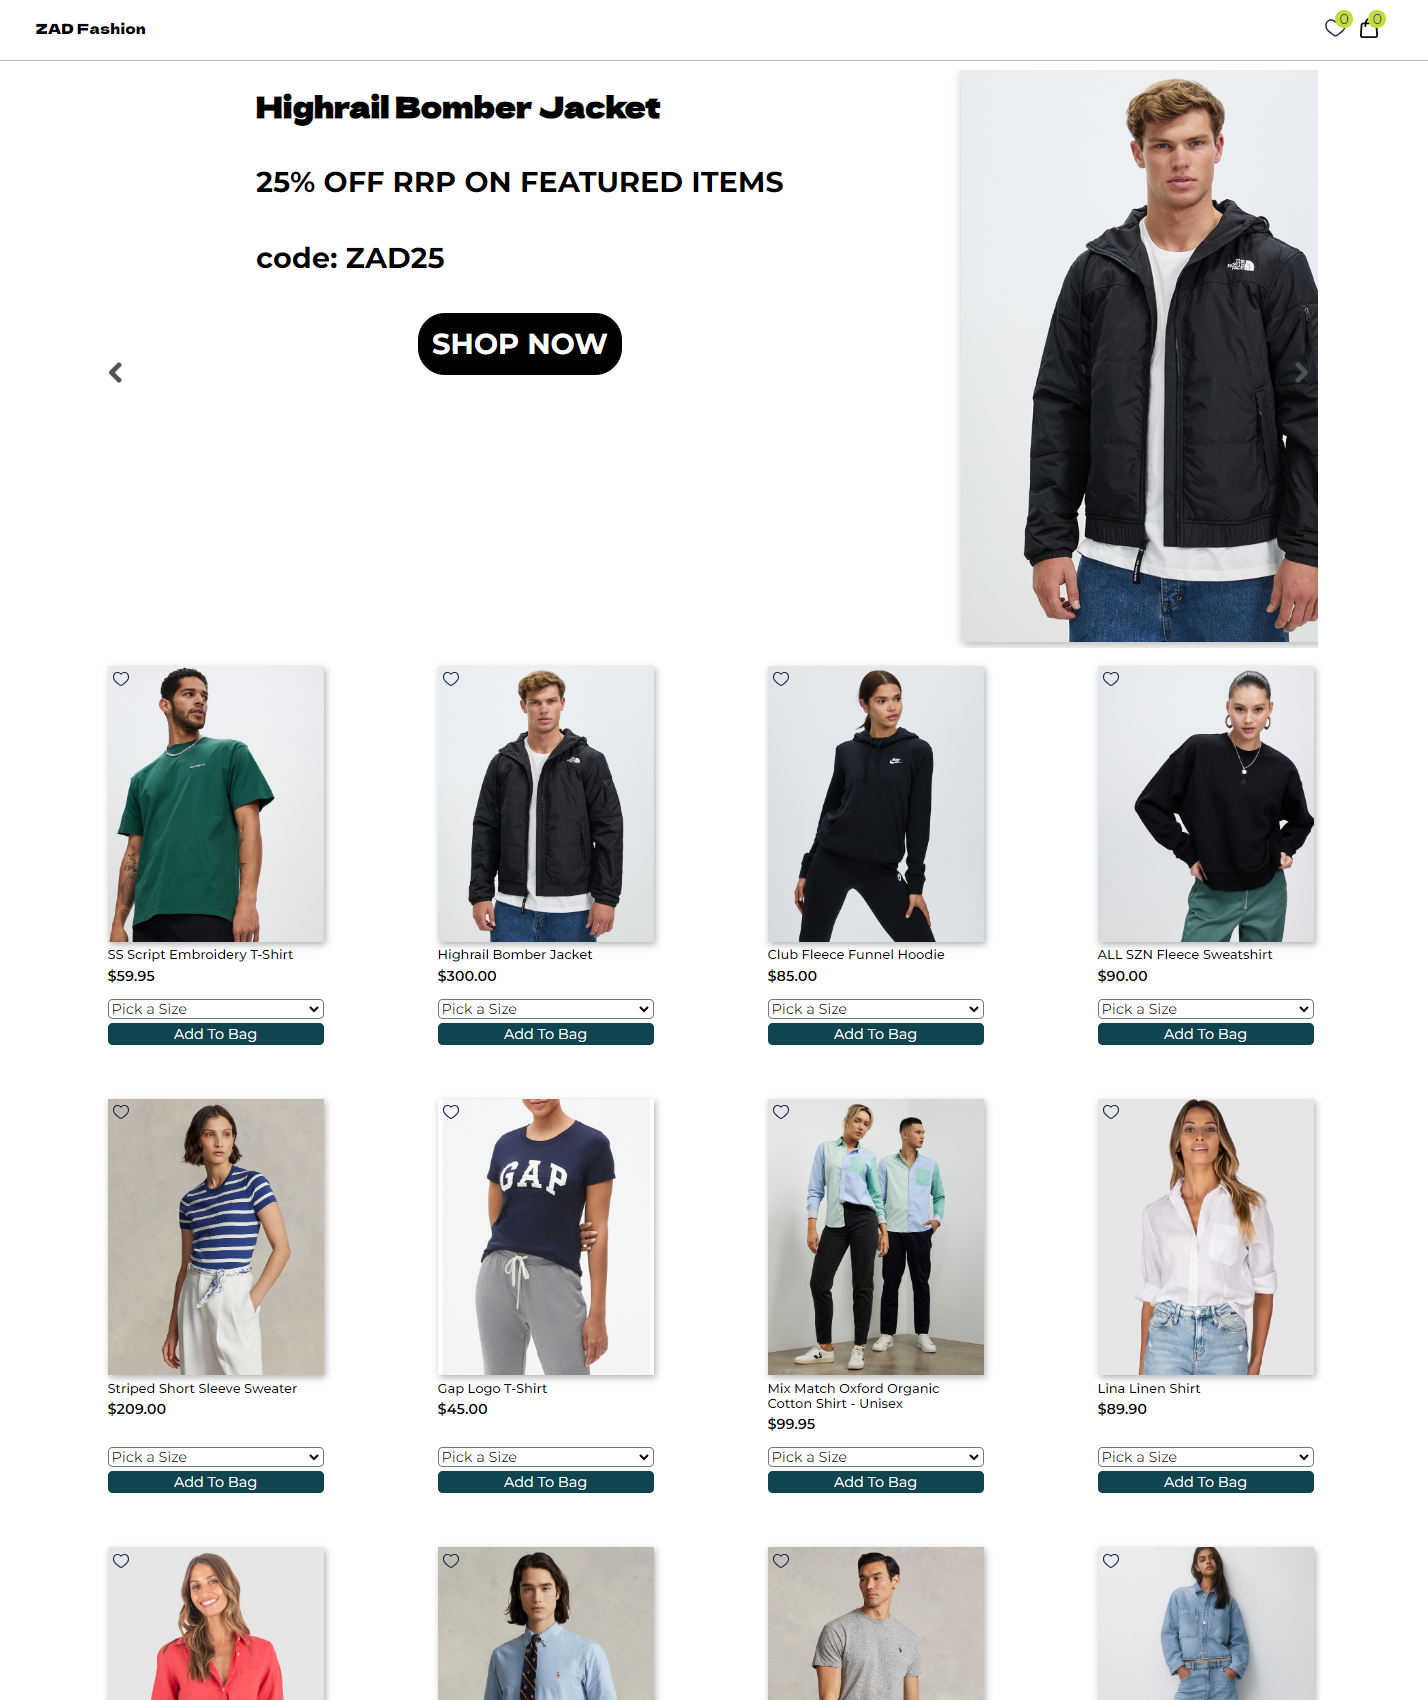 ZAD Fashion
0
0
Highrail Bomber Jacket
25% OFF RRP ON FEATURED ITEMS
code: ZAD25
SHOP NOW
THE NORTH FACE
SS Script Embroidery T-Shirt
$59.95
Pick a Size
Add To Bag
Highrail Bomber Jacket
$300.00
Pick a Size
Add To Bag
Club Fleece Funnel Hoodie
$85.00
Pick a Size
Add To Bag
ALL SZN Fleece Sweatshirt
$90.00
Pick a Size
Add To Bag
GAP
Striped Short Sleeve Sweater
$209.00
Pick a Size
Add To Bag
Gap Logo T-Shirt
$45.00
Pick a Size
Add To Bag
Mix Match Oxford Organic
Cotton Shirt - Unisex
$99.95
Pick a Size
Add To Bag
Lina Linen Shirt
$89.90
Pick a Size
Add To Bag